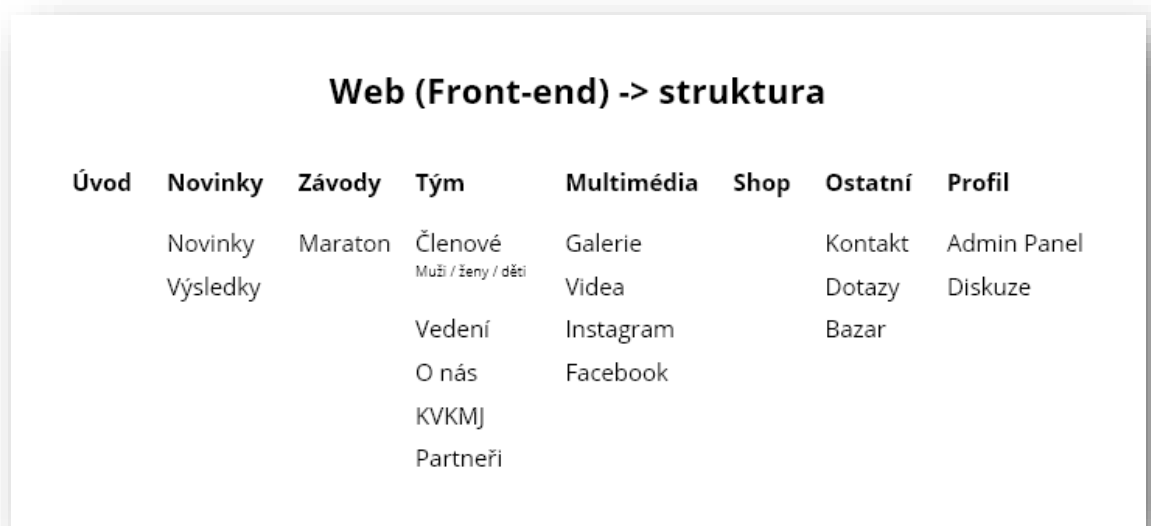 Web (Front-end) -> struktura
Úvod Novinky Závody Tým Multimédia Shop Ostatní Profil
Novinky Maraton Členové Galerie Kontakt Admin Panel
Muži / ženy / děti
Výsledky Videa Dotazy Diskuze
Vedení Instagram Bazar
O nás Facebook
KVKMJ
Partneři